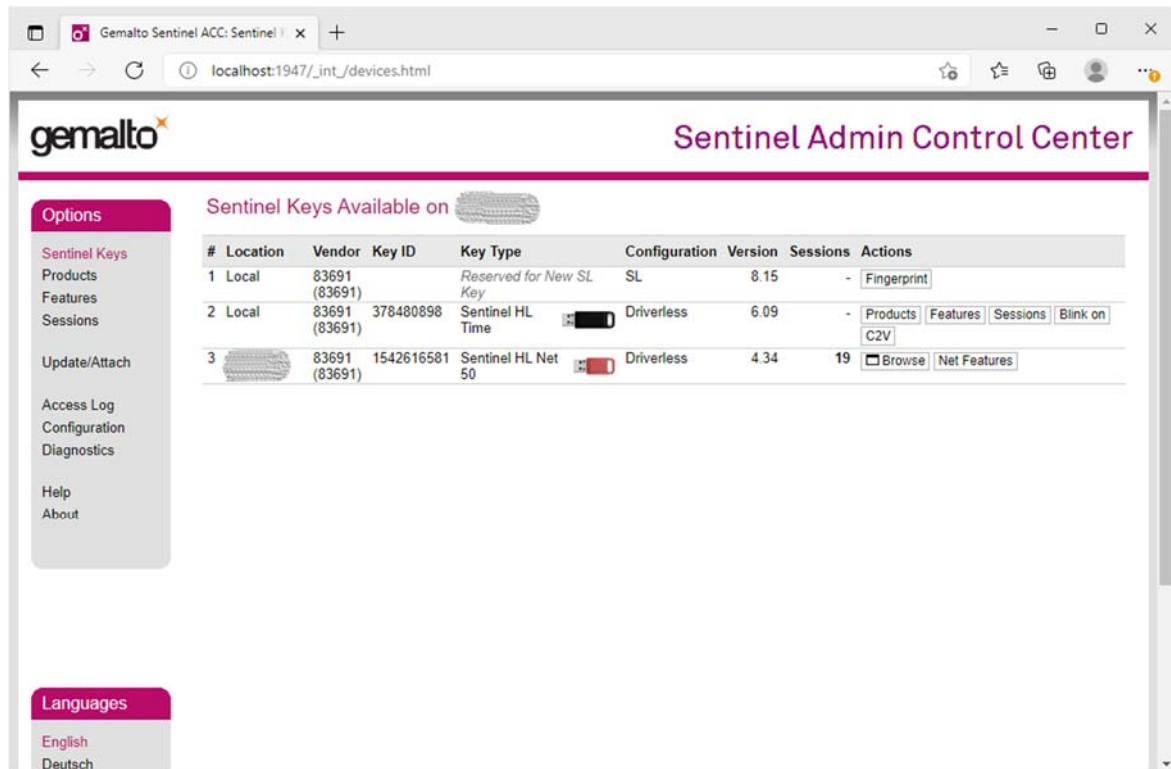 Gemalto Sentinel ACC: Sentinel
localhost:1947/_int_/devices.html
gemalto
Sentinel Admin Control Center
Options
Sentinel Keys
Products
Features
Sessions
Update/Attach
Access Log
Configuration
Diagnostics
Help
About
Sentinel Keys Available on
# Location Vendor Key ID Key Type Configuration Version Sessions Actions
1 Local 83691 Reserved for New SL SL 8.15 - Fingerprint
(83691) Key
2 Local 83691 378480898 Sentinel HL Driverless 6.09 - Products Features Sessions Blink on
(83691) Time C2V
3 83691 1542616581 Sentinel HL Net Driverless 4.34 19 Browse Net Features
(83691) 50
Languages
English
Deutsch